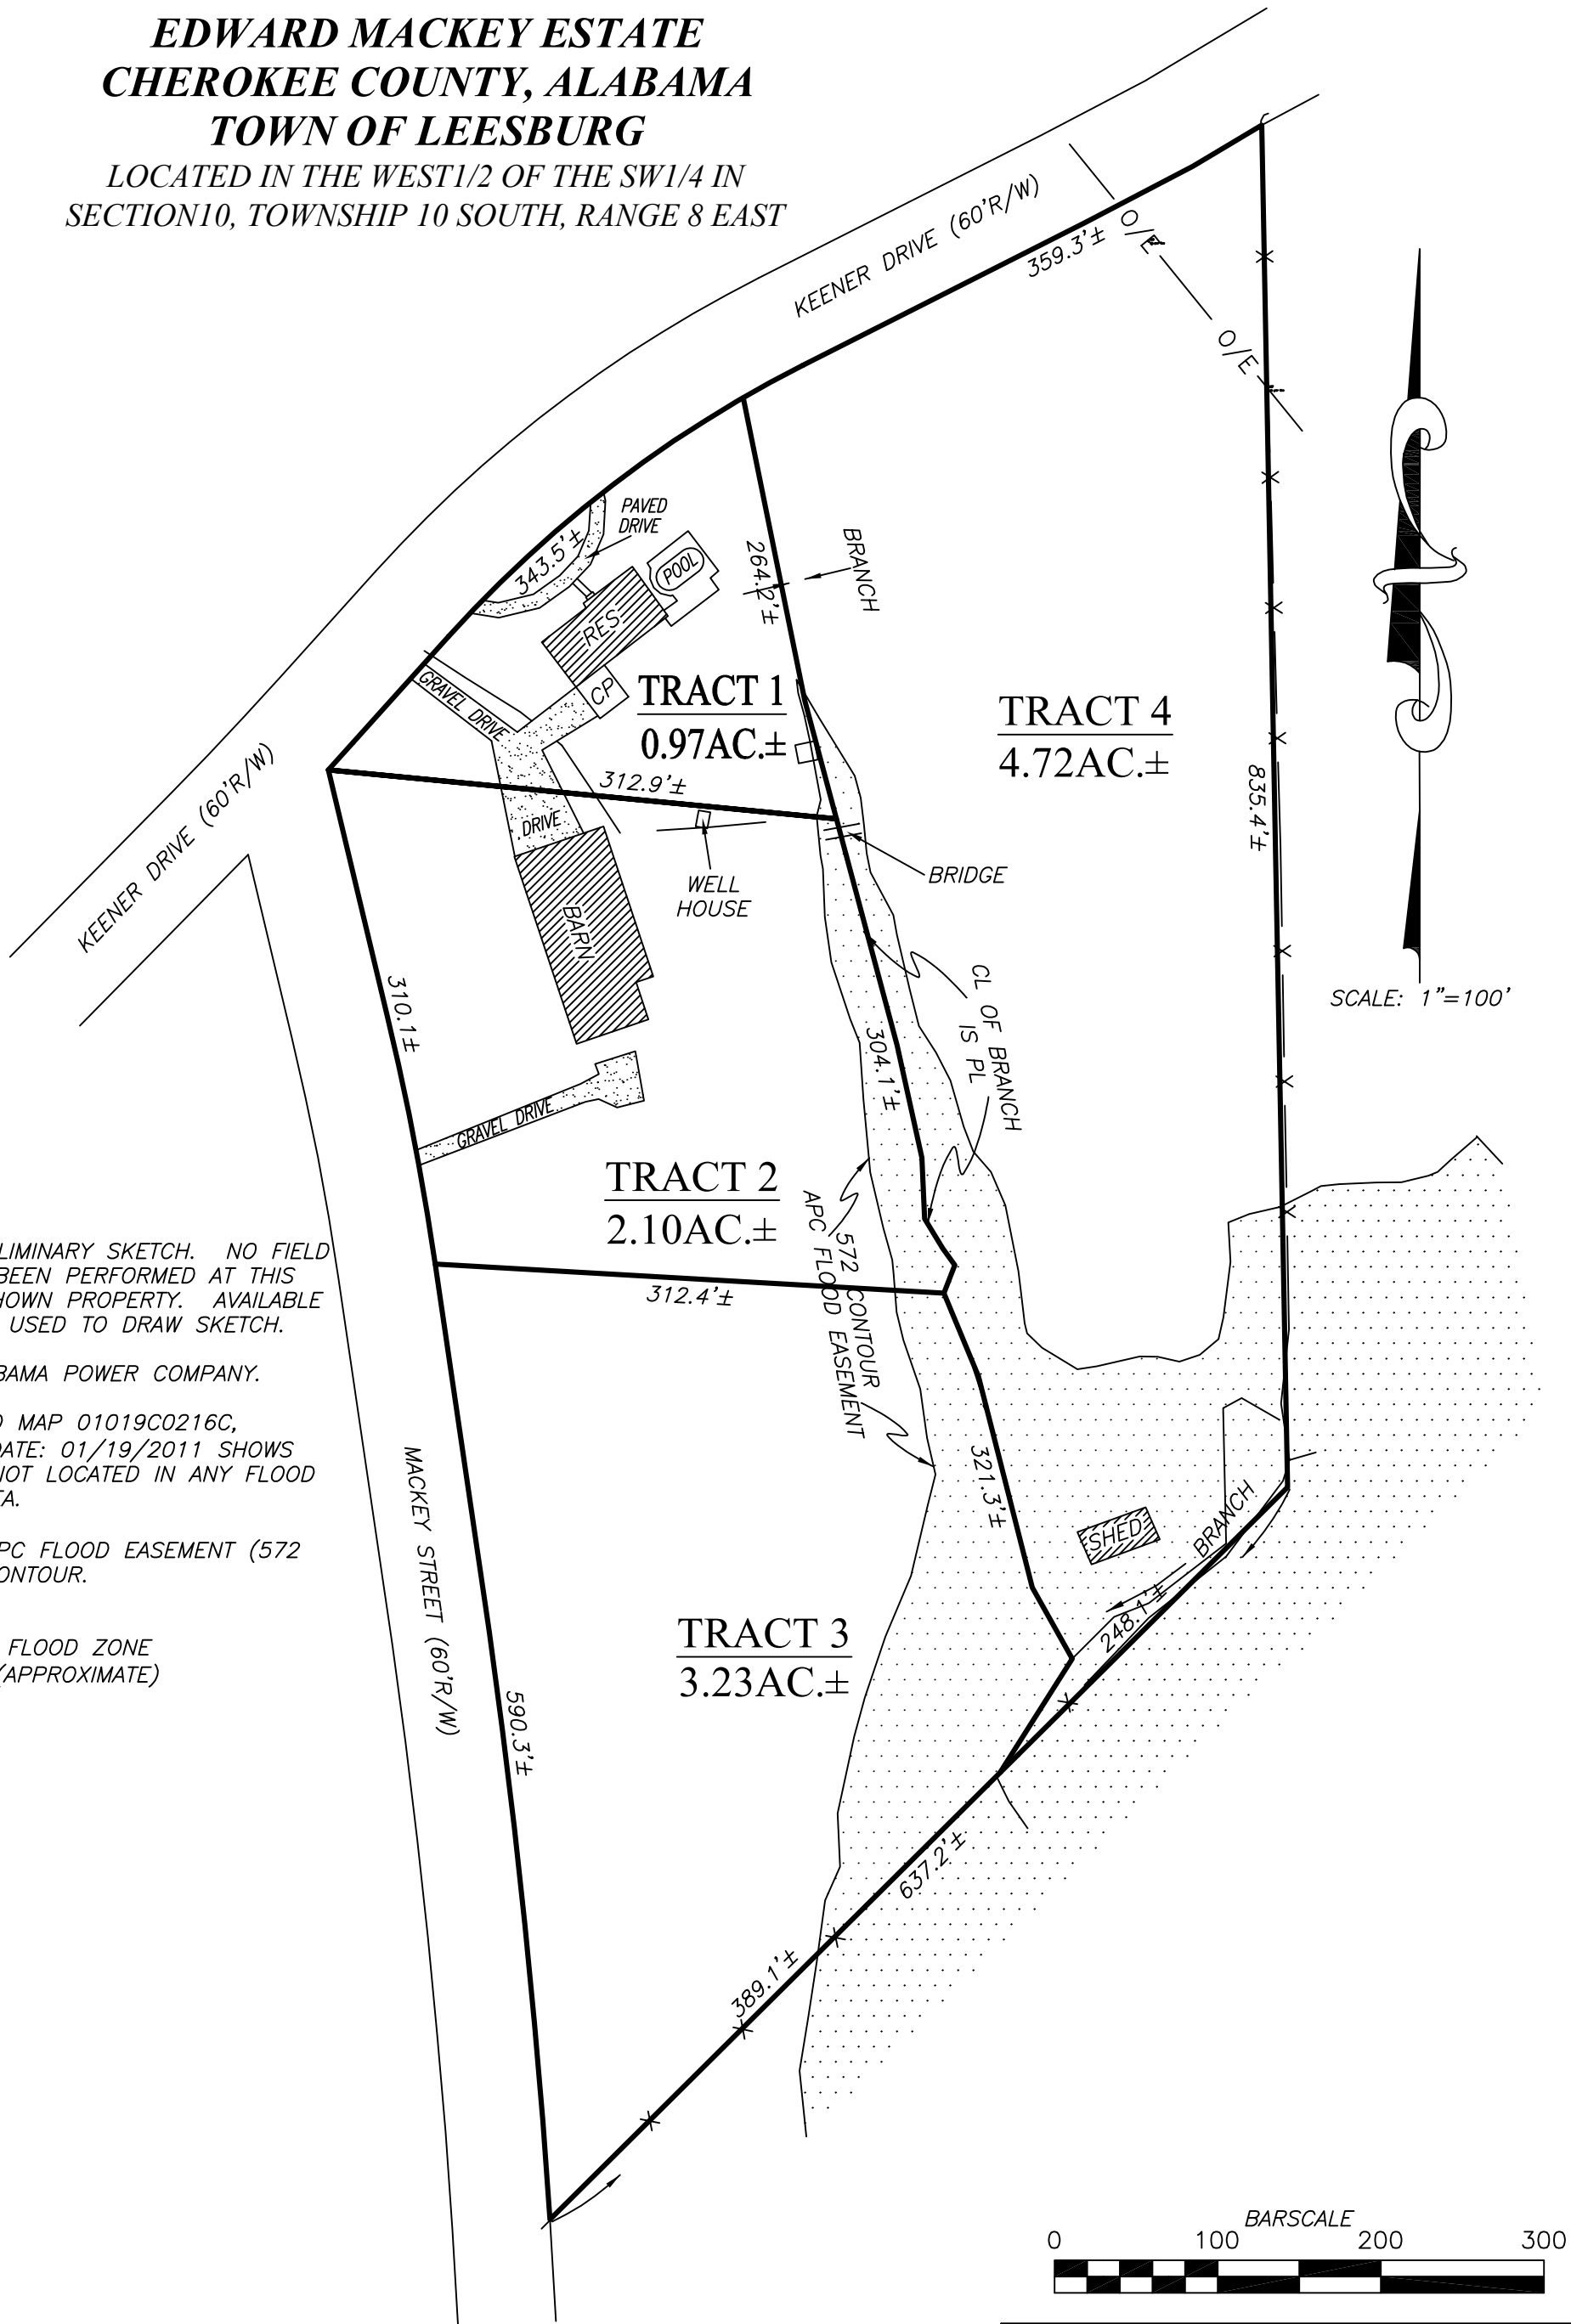 EDWARD MACKEY ESTATE
CHEROKEE COUNTY, ALABAMA
TOWN OF LEESBURG
LOCATED IN THE WEST1/2 OF THE SW1/4 IN
SECTION10, TOWNSHIP 10 SOUTH, RANGE 8 EAST
KEENER DRIVE (60'R/W)
359.3'±
O/E
O/E
PAVED
DRIVE
343.5'±
POOL
RES
CP
GRAVEL DRIVE
264.2'±
BRANCH
TRACT 1
0.97AC.±
TRACT 4
4.72AC.±
835.4'±
KEENER DRIVE (60'R/W)
312.9'±
DRIVE
WELL
HOUSE
BRIDGE
BARN
310.1±
CL OF BRANCH
IS PL
304.1'±
SCALE: 1"=100'
GRAVEL DRIVE
TRACT 2
2.10AC.±
572 CONTOUR
APC FLOOD EASEMENT
312.4'±
LIMINARY SKETCH. NO FIELD
BEEN PERFORMED AT THIS
HOWN PROPERTY. AVAILABLE
USED TO DRAW SKETCH.
BAMA POWER COMPANY.
MAP 01019C0216C,
DATE: 01/19/2011 SHOWS
NOT LOCATED IN ANY FLOOD
TA.
PC FLOOD EASEMENT (572
ONTOUR.
FLOOD ZONE
(APPROXIMATE)
MACKEY STREET (60'R/W)
321.3'±
SHED
BRANCH
248.1'±
TRACT 3
3.23AC.±
590.3'±
637.2'±
389.1'±
BARSCALE
0 100 200 300